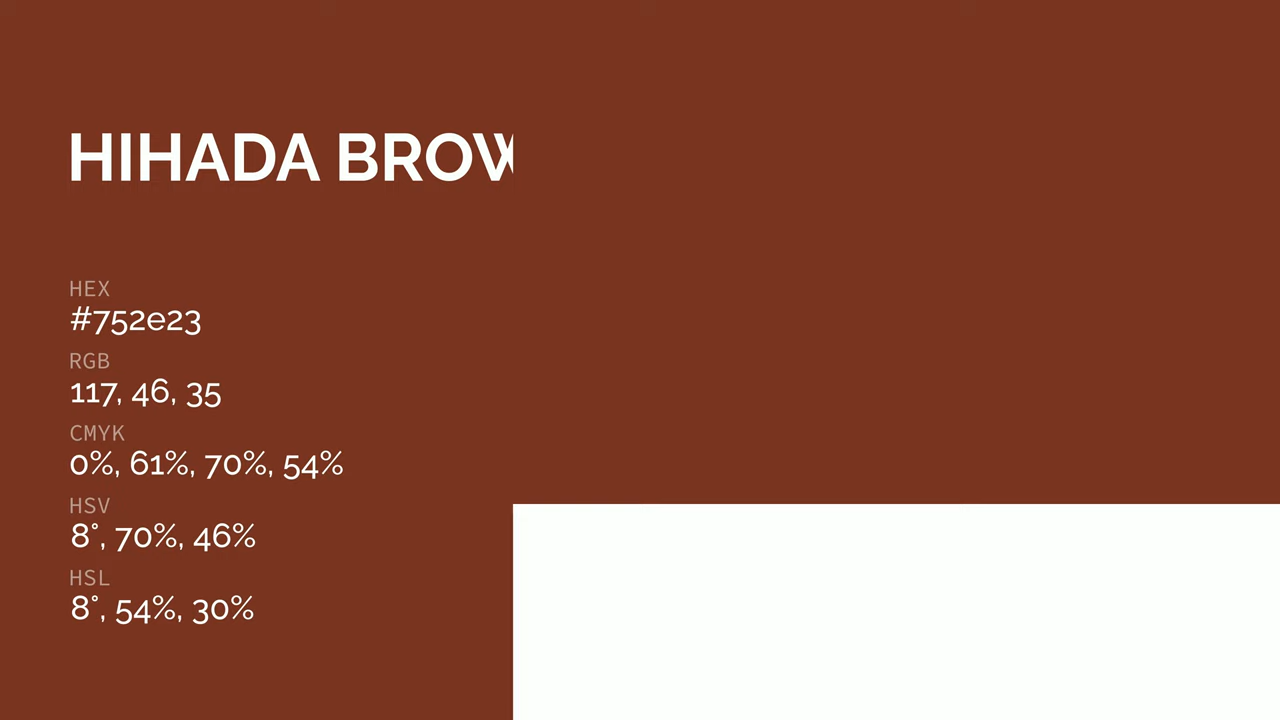 HIHADA BROW
HEX
#752e23
RGB
117, 46, 35
CMYK
0%, 61%, 70%, 54%
HSV
8°, 70%, 46%
HSL
8°, 54%, 30%